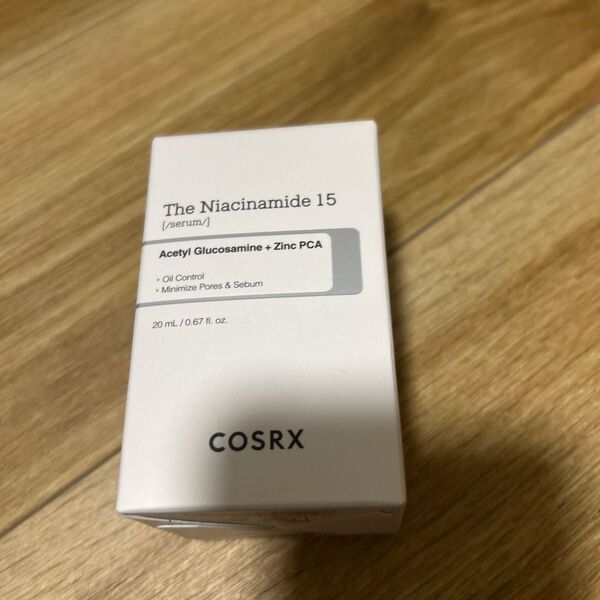 The Niacinamide 15
[/serum/]
Acetyl Glucosamine + Zinc PCA
+ Oil Control
+ Minimize Pores & Sebum
20 mL / 0.67 fl. oz.
COSRX